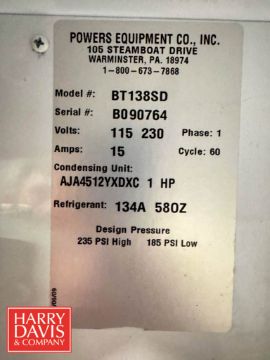 POWERS EQUIPMENT CO., INC.
105 STEAMBOAT DRIVE
WARMINSTER, PA. 18974
1-800-673-7868
Model #: BT138SD
Serial #: B090764
Volts: 115 230 Phase: 1
Amps: 15 Cycle: 60
Condensing Unit:
AJA4512YXDXC 1 HP
Refrigerant: 134A 58OZ
Design Pressure
235 PSI High 185 PSI Low
HARRY
DAVIS
& COMPANY